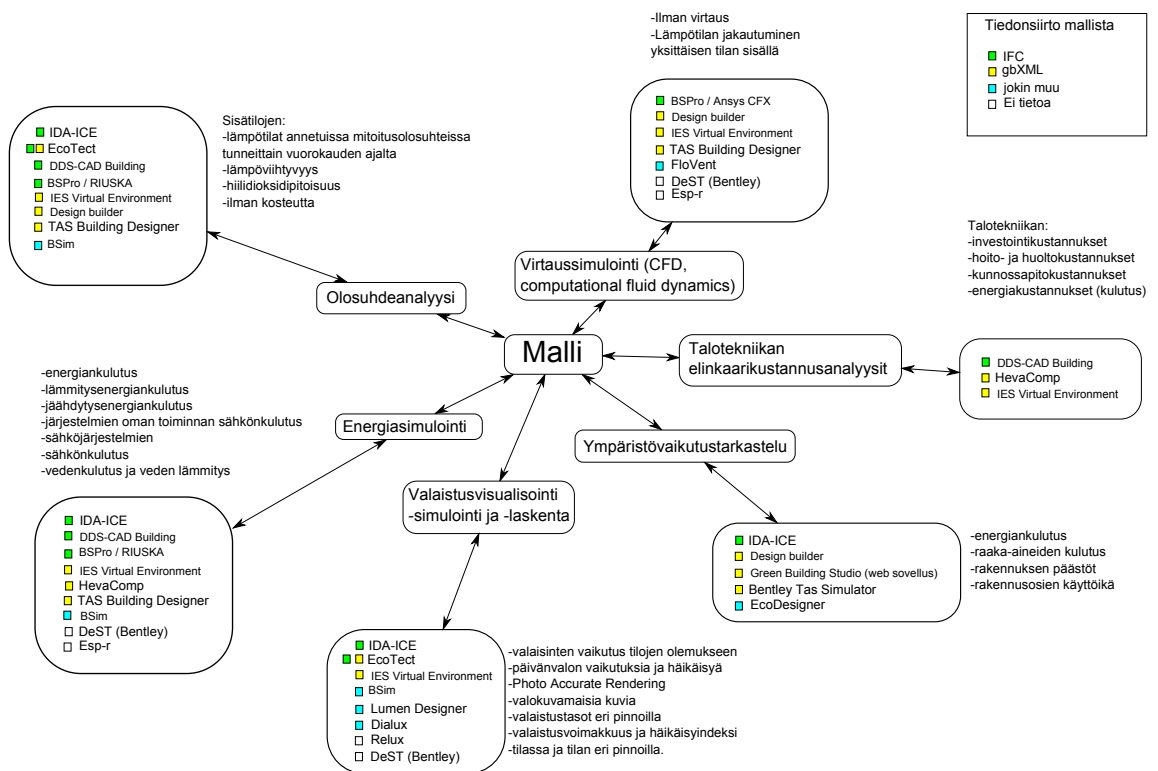 -Ilman virtaus
-Lämpötilan jakautuminen
yksittäisen tilan sisällä
Tiedonsiirto mallista
IFC
gbXML
jokin muu
Ei tietoa
BSPro / Ansys CFX
Design builder
IES Virtual Environment
TAS Building Designer
FloVent
DeST (Bentley)
Esp-r
IDA-ICE
EcoTect
DDS-CAD Building
BSPro / RIUSKA
IES Virtual Environment
Design builder
TAS Building Designer
BSim
Sisätilojen:
-lämpötilat annetuissa mitoitusolosuhteissa
tunneittain vuorokauden ajalta
-lämpöviihtyvyys
-hiilidioksidipitoisuus
-ilman kosteutta
Talotekniikan:
-investointikustannukset
-hoito- ja huoltokustannukset
-kunnossapitokustannukset
-energiakustannukset (kulutus)
Virtaussimulointi (CFD,
computational fluid dynamics)
Olosuhdeanalyysi
Malli
Talotekniikan
elinkaarikustannusanalyysit
DDS-CAD Building
HevaComp
IES Virtual Environment
-energiankulutus
-lämmitysenergiankulutus
-jäähdytysenergiankulutus
-järjestelmien oman toiminnan sähkönkulutus
-sähköjärjestelmien
-sähkönkulutus
-vedenkulutus ja veden lämmitys
Energiasimulointi
Ympäristövaikutustarkastelu
Valaistusvisualisointi
-simulointi ja -laskenta
IDA-ICE
DDS-CAD Building
BSPro / RIUSKA
IES Virtual Environment
HevaComp
TAS Building Designer
BSim
DeST (Bentley)
Esp-r
IDA-ICE
Design builder
Green Building Studio (web sovellus)
Bentley Tas Simulator
EcoDesigner
-energiankulutus
-raaka-aineiden kulutus
-rakennuksen päästöt
-rakennusosien käyttöikä
IDA-ICE
EcoTect
IES Virtual Environment
BSim
Lumen Designer
Dialux
Relux
DeST (Bentley)
-valaisinten vaikutus tilojen olemukseen
-päivänvalon vaikutuksia ja häikäisyä
-Photo Accurate Rendering
-valokuvamaisia kuvia
-valaistustasot eri pinnoilla
-valaistusvoimakkuus ja häikäisyindeksi
-tilassa ja tilan eri pinnoilla.